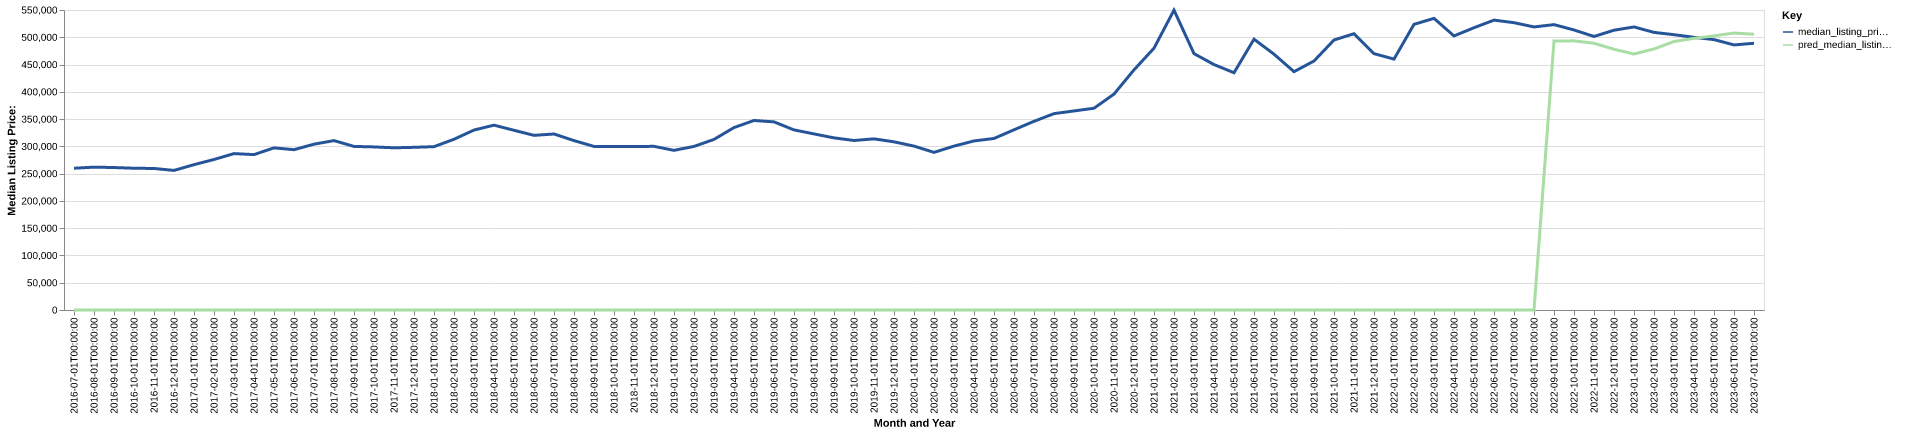 550,000
500,000
450,000
400,000
350,000
300,000
250,000
200,000
150,000
100,000
50,000
0
Median Listing Price:
2016-07-01T00:00:00
2016-08-01T00:00:00
2016-09-01T00:00:00
2016-10-01T00:00:00
2016-11-01T00:00:00
2016-12-01T00:00:00
2017-01-01T00:00:00
2017-02-01T00:00:00
2017-03-01T00:00:00
2017-04-01T00:00:00
2017-05-01T00:00:00
2017-06-01T00:00:00
2017-07-01T00:00:00
2017-08-01T00:00:00
2017-09-01T00:00:00
2017-10-01T00:00:00
2017-11-01T00:00:00
2017-12-01T00:00:00
2018-01-01T00:00:00
2018-02-01T00:00:00
2018-03-01T00:00:00
2018-04-01T00:00:00
2018-05-01T00:00:00
2018-06-01T00:00:00
2018-07-01T00:00:00
2018-08-01T00:00:00
2018-09-01T00:00:00
2018-10-01T00:00:00
2018-11-01T00:00:00
2018-12-01T00:00:00
2019-01-01T00:00:00
2019-02-01T00:00:00
2019-03-01T00:00:00
2019-04-01T00:00:00
2019-05-01T00:00:00
2019-06-01T00:00:00
2019-07-01T00:00:00
2019-08-01T00:00:00
2019-09-01T00:00:00
2019-10-01T00:00:00
2019-11-01T00:00:00
2019-12-01T00:00:00
2020-01-01T00:00:00
2020-02-01T00:00:00
2020-03-01T00:00:00
2020-04-01T00:00:00
2020-05-01T00:00:00
2020-06-01T00:00:00
2020-07-01T00:00:00
2020-08-01T00:00:00
2020-09-01T00:00:00
2020-10-01T00:00:00
2020-11-01T00:00:00
2020-12-01T00:00:00
2021-01-01T00:00:00
2021-02-01T00:00:00
2021-03-01T00:00:00
2021-04-01T00:00:00
2021-05-01T00:00:00
2021-06-01T00:00:00
2021-07-01T00:00:00
2021-08-01T00:00:00
2021-09-01T00:00:00
2021-10-01T00:00:00
2021-11-01T00:00:00
2021-12-01T00:00:00
2022-01-01T00:00:00
2022-02-01T00:00:00
2022-03-01T00:00:00
2022-04-01T00:00:00
2022-05-01T00:00:00
2022-06-01T00:00:00
2022-07-01T00:00:00
2022-08-01T00:00:00
2022-09-01T00:00:00
2022-10-01T00:00:00
2022-11-01T00:00:00
2022-12-01T00:00:00
2023-01-01T00:00:00
2023-02-01T00:00:00
2023-03-01T00:00:00
2023-04-01T00:00:00
2023-05-01T00:00:00
2023-06-01T00:00:00
2023-07-01T00:00:00
Month and Year
Key
median_listing_pri…
pred_median_listin…